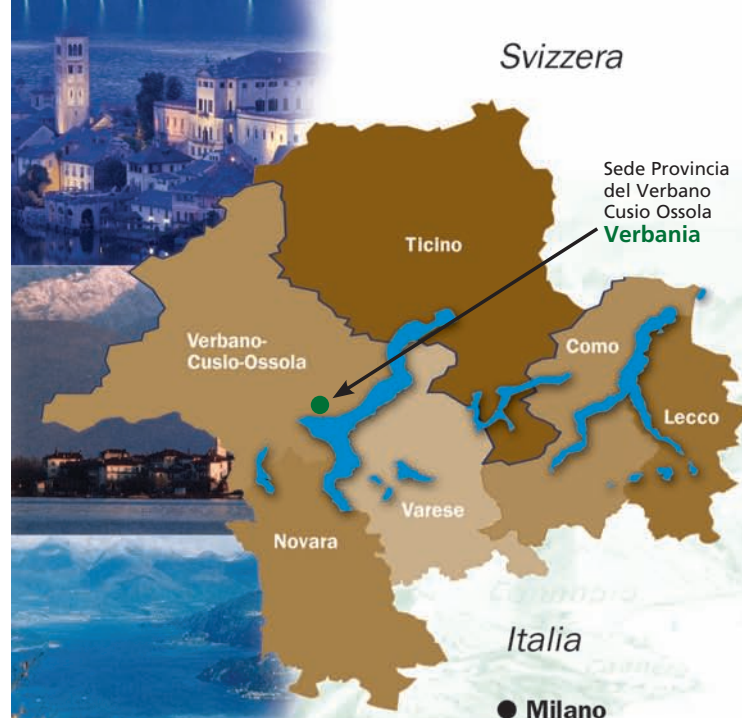 Svizzera
Sede Provincia
del Verbano
Cusio Ossola
Verbania
Ticino
Verbano-
Cusio-Ossola
Como
Lecco
Varese
Novara
Italia
Milano